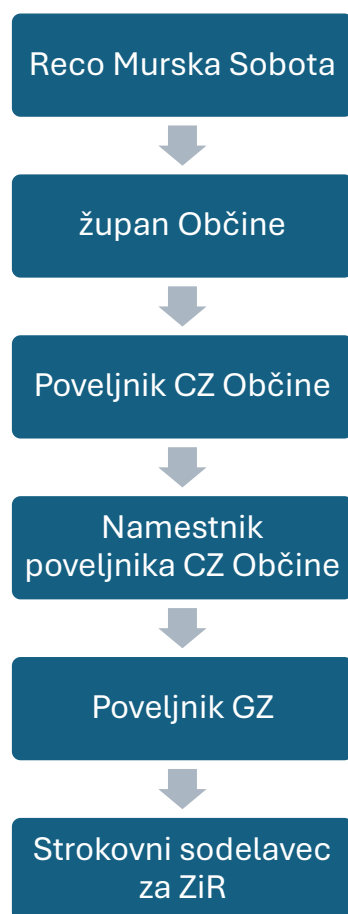 Reco Murska Sobota
župan Občine
Poveljnik CZ Občine
Namestnik
poveljnika CZ Občine
Poveljnik GZ
Strokovni sodelavec
za ZiR